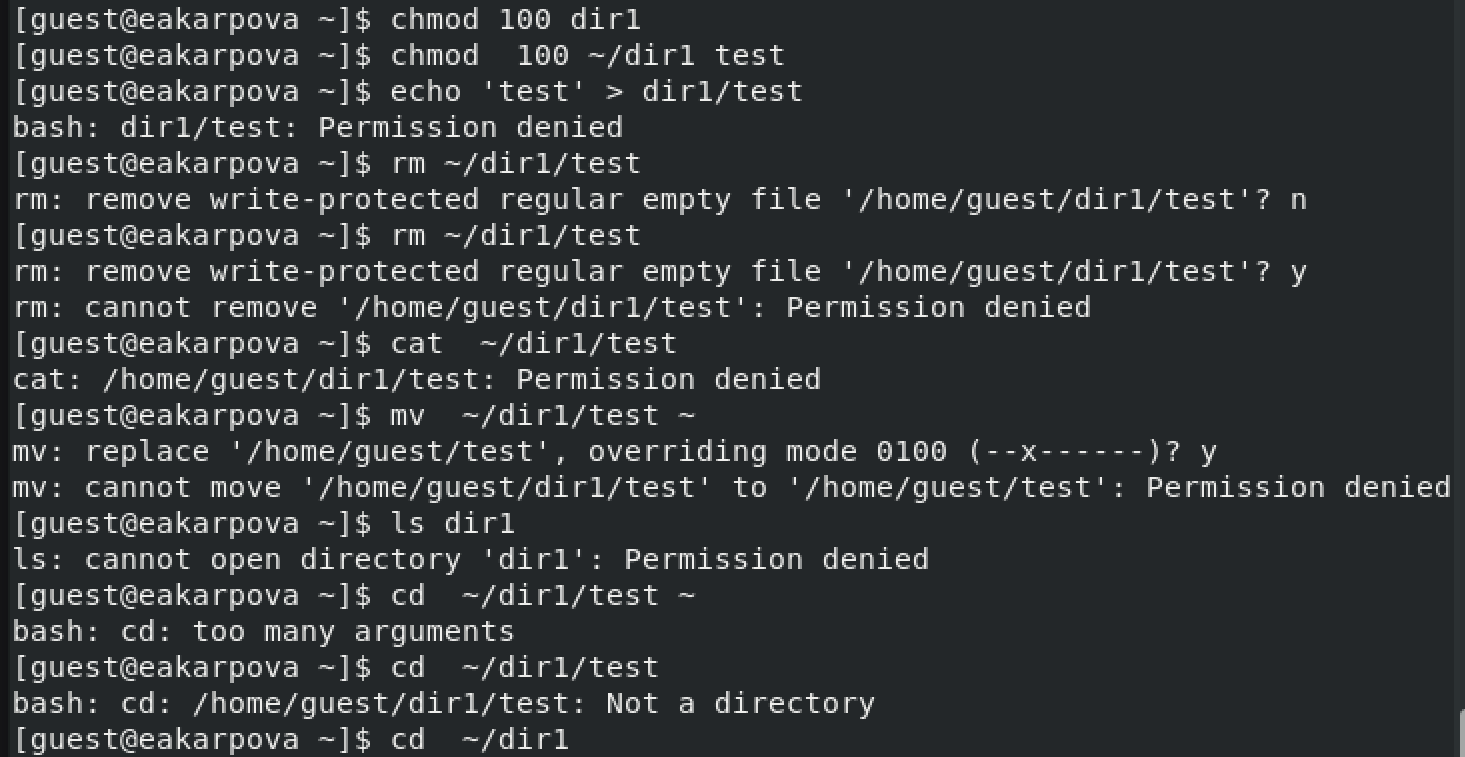 [guest@eakarpova ~]$ chmod 100 dir1
[guest@eakarpova ~]$ chmod  100 ~/dir1 test
[guest@eakarpova ~]$ echo 'test' > dir1/test
bash: dir1/test: Permission denied
[guest@eakarpova ~]$ rm ~/dir1/test
rm: remove write-protected regular empty file '/home/guest/dir1/test'? n
[guest@eakarpova ~]$ rm ~/dir1/test
rm: remove write-protected regular empty file '/home/guest/dir1/test'? y
rm: cannot remove '/home/guest/dir1/test': Permission denied
[guest@eakarpova ~]$ cat  ~/dir1/test
cat: /home/guest/dir1/test: Permission denied
[guest@eakarpova ~]$ mv  ~/dir1/test ~
mv: replace '/home/guest/test', overriding mode 0100 (--x------)? y
mv: cannot move '/home/guest/dir1/test' to '/home/guest/test': Permission denied
[guest@eakarpova ~]$ ls dir1
ls: cannot open directory 'dir1': Permission denied
[guest@eakarpova ~]$ cd  ~/dir1/test ~
bash: cd: too many arguments
[guest@eakarpova ~]$ cd  ~/dir1/test
bash: cd: /home/guest/dir1/test: Not a directory
[guest@eakarpova ~]$ cd  ~/dir1